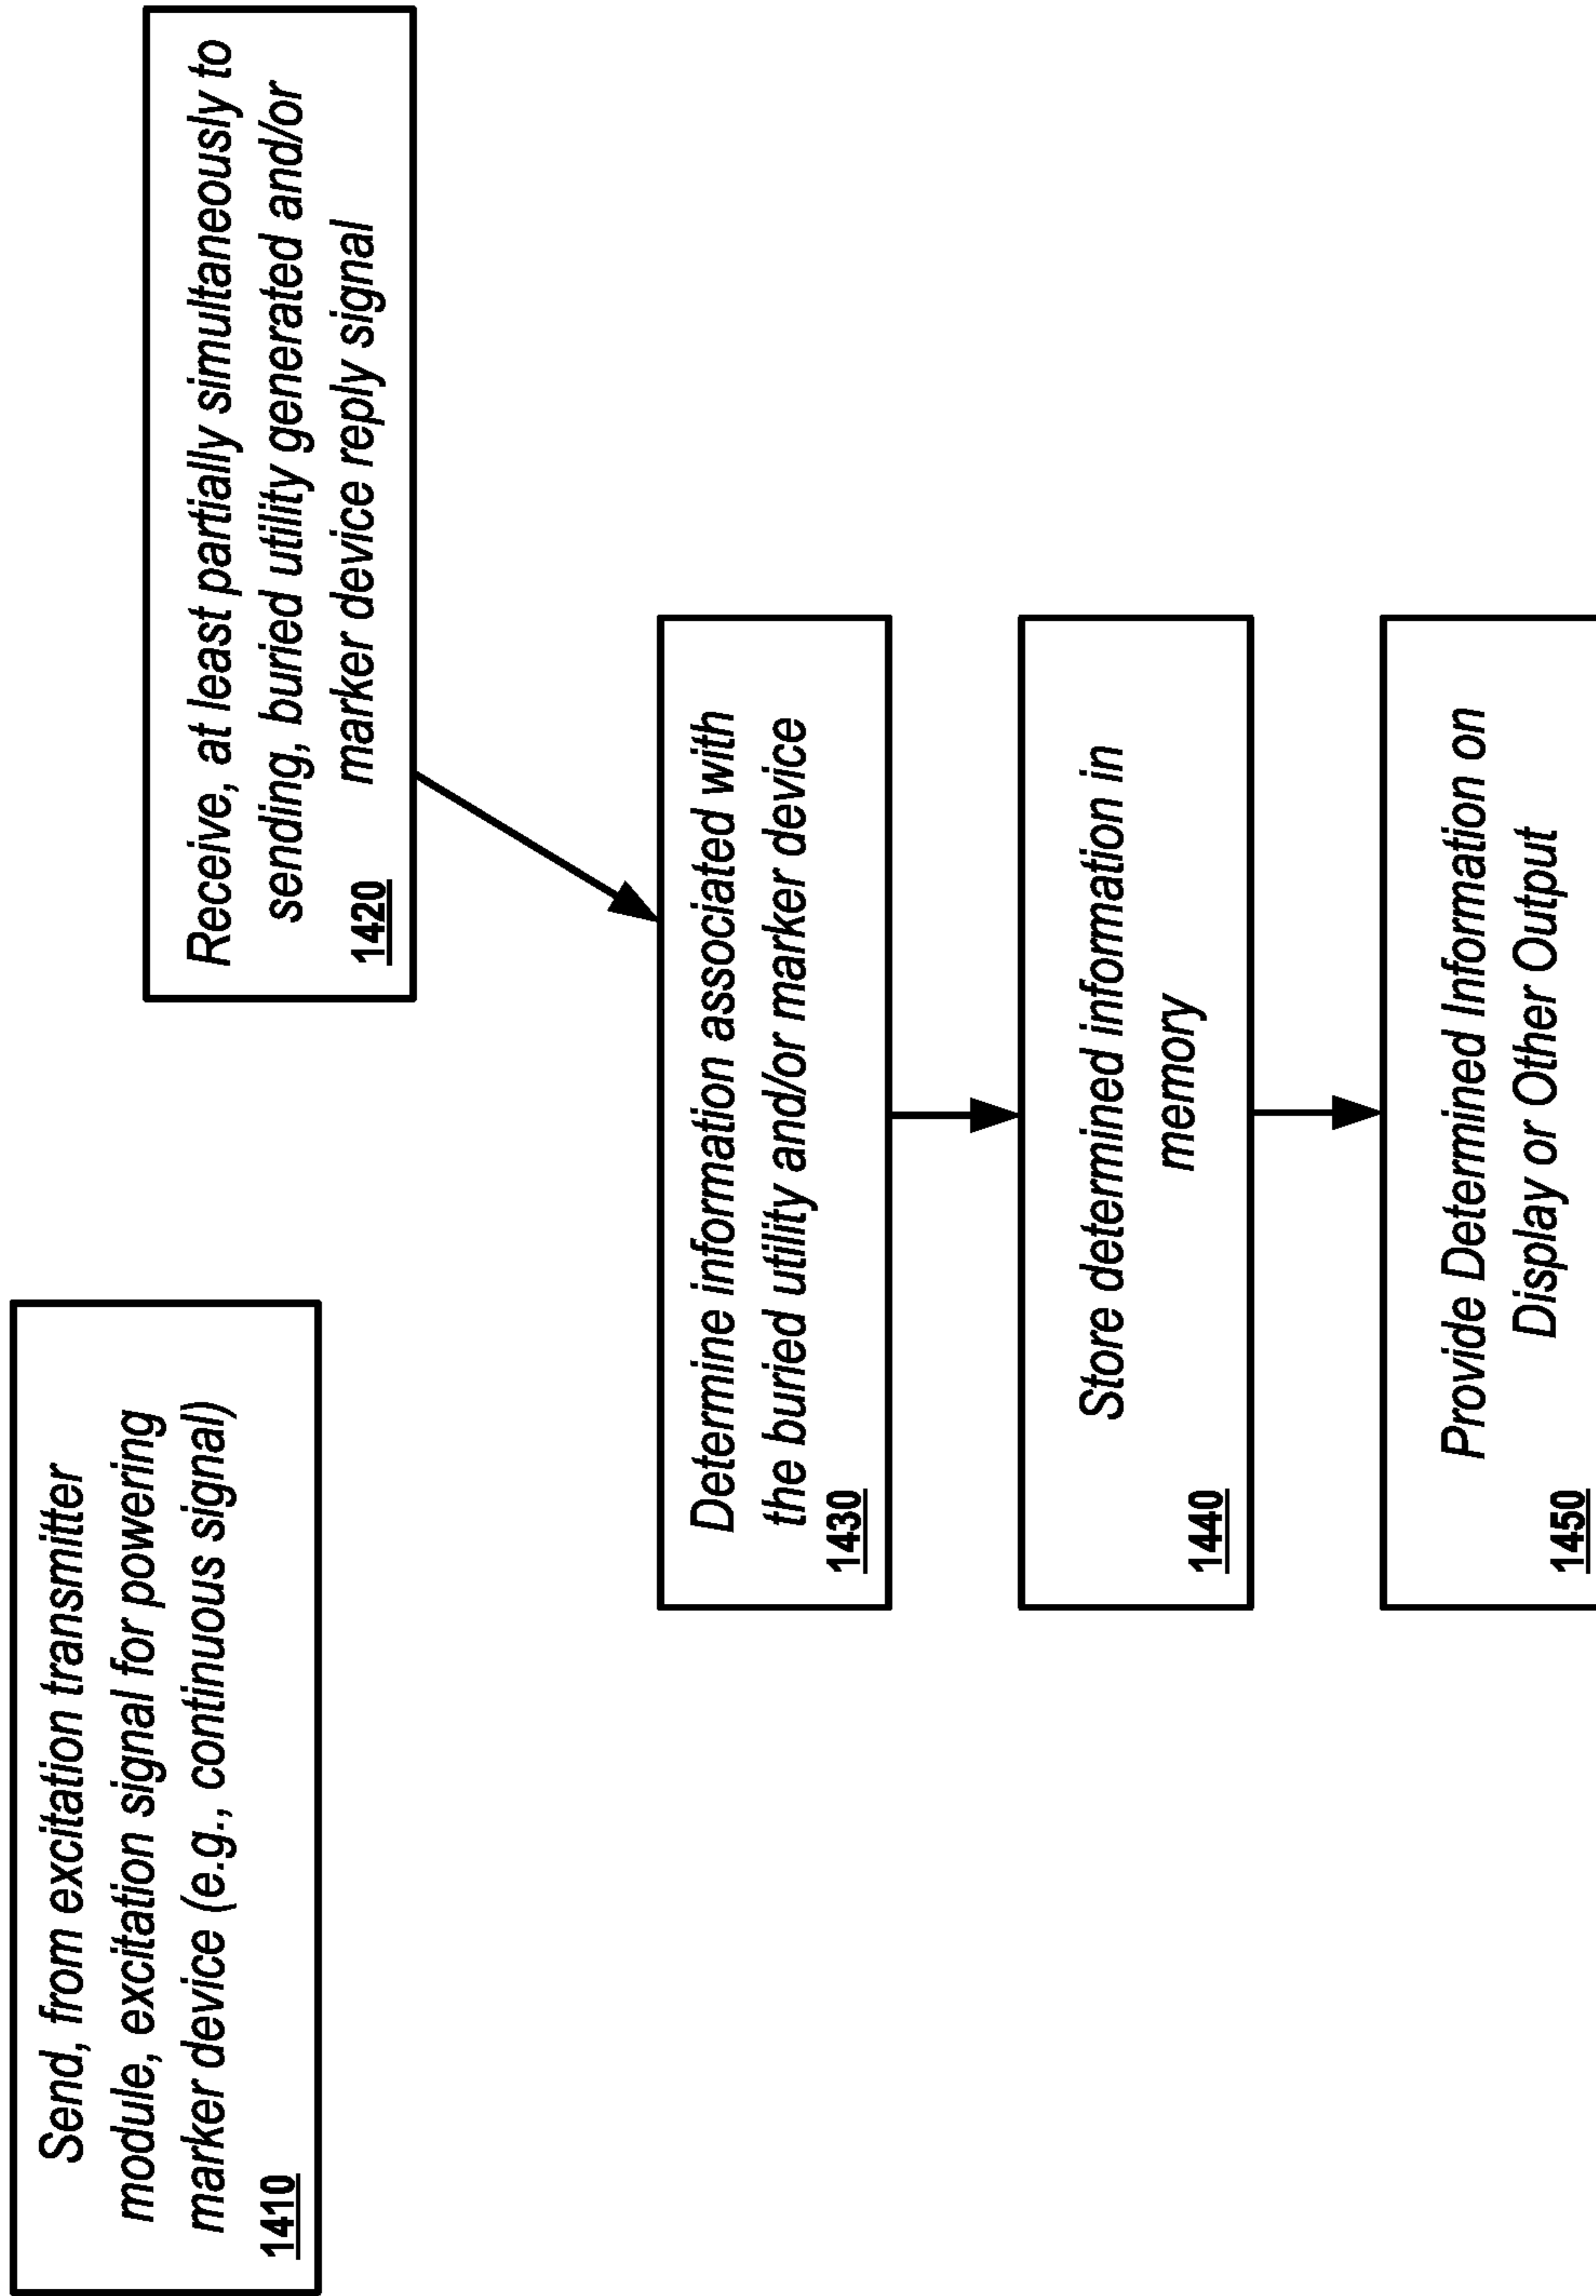 Send, from excitation transmitter
module, excitation signal for powering
marker device (e.g., continuous signal)
1410
Receive, at least partially simultaneously to
sending, buried utility generated and/or
marker device reply signal
1420
Determine information associated with
the buried utility and/or marker device
1430
Store determined information in
memory
1440
Provide Determined Information on
Display or Other Output
1450